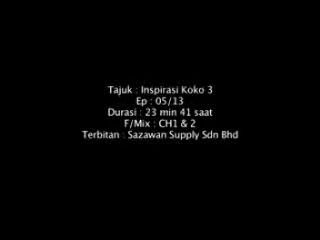 Tajuk : Inspirasi Koko 3
Ep : 05/13
Durasi : 23 min 41 saat
F/Mix : CH1 & 2
Terbitan : Sazawan Supply Sdn Bhd